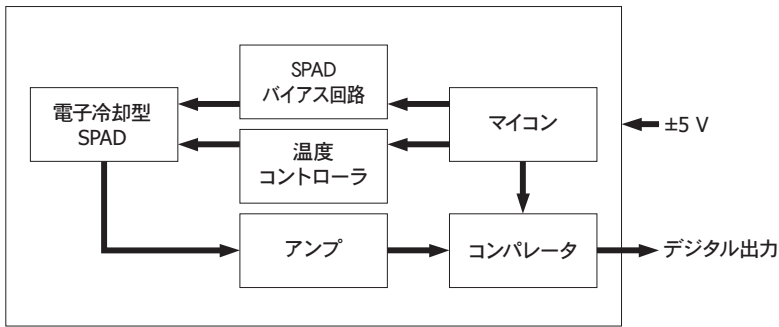 SPAD
バイアス回路
電子冷却型
SPAD
マイコン
±5 V
温度
コントローラ
アンプ
コンパレータ
デジタル出力